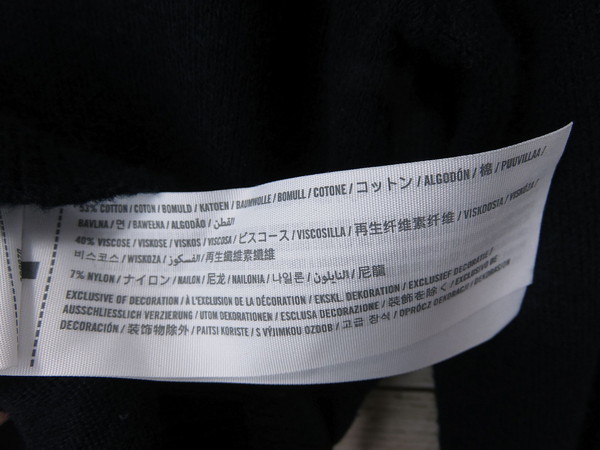 53% COTTON / COTON / BOMULD / KATOEN / BAUMWOLLE / BOMULL / COTONE / コットン / ALGODÓN / 棉 / PUUVILLAA /
BAVLNA / 면 / BAWEŁNA / ALGODÃO / القطن
40% VISCOSE / VISKOSE / VISKOS / VISCOSA / ビスコース / VISCOSILLA / 再生纤维素纤维 / VISKOOSIA / VISKÓZA /
비스코스 / WISKOZA / الفسكوز / 再生纖維素纖維
7% NYLON / ナイロン / NAILON / 尼龙 / NAILONIA / 나일론 / النايلون / 尼龍
EXCLUSIVE OF DECORATION / À L'EXCLUSION DE LA DÉCORATION / EKSKL. DEKORATION / EXCLUSIEF DECORATIE /
AUSSCHLIESSLICH VERZIERUNG / UTOM DEKORATIONEN / ESCLUSA DECORAZIONE / 装飾を除く / EXCLUSIVO DE
DECORACIÓN / 装饰物除外 / PAITSI KORISTE / S VÝJIMKOU OZDOB / 고급 장식 / OPRÓCZ DEKORACJI /